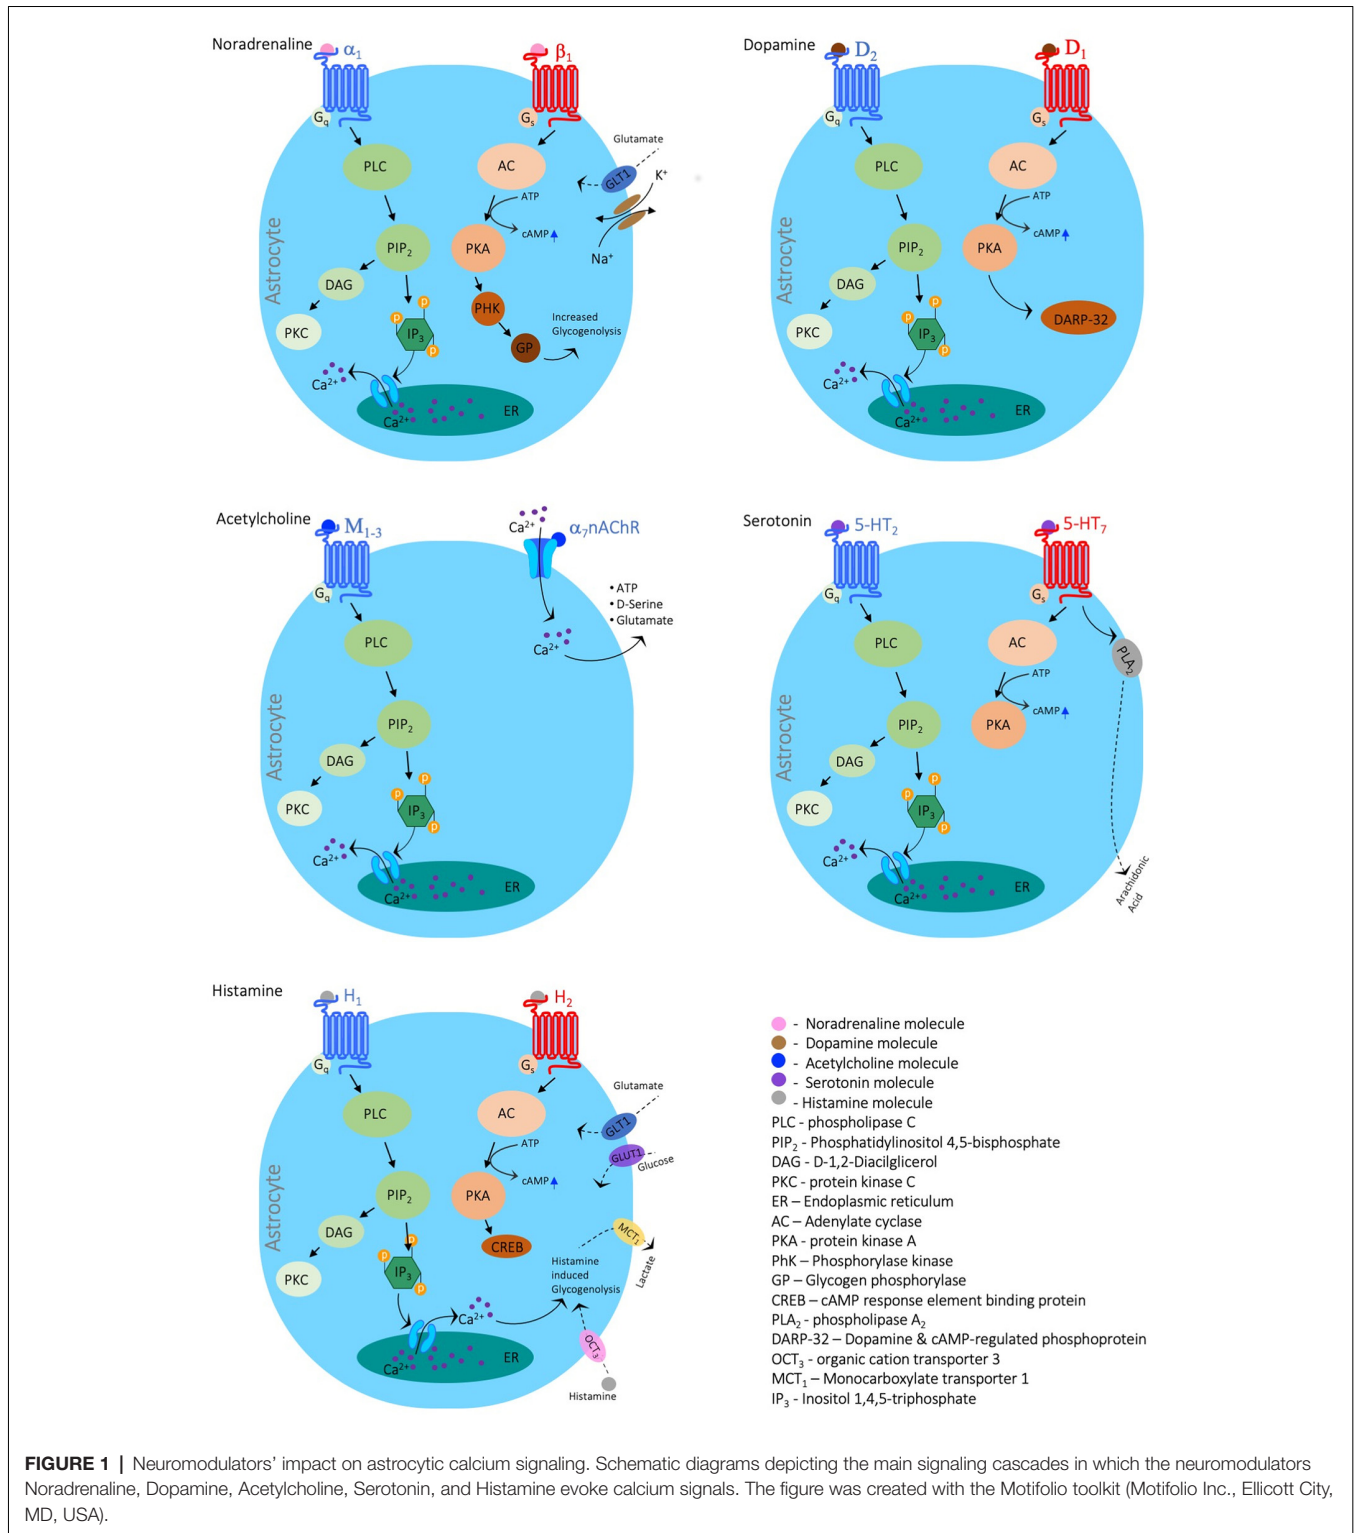 Noradrenaline
α1
β1
Gq
Gs
PLC
AC
ATP
cAMP
PIP2
PKA
DAG
PKC
IP3
P
P
P
PHK
GP
Increased
Glycogenolysis
Glutamate
GLT1
K+
Na+
Ca2+
Ca2+
ER
Astrocyte
Dopamine
D2
D1
Gq
Gs
PLC
AC
ATP
cAMP
PIP2
PKA
DAG
PKC
IP3
P
P
P
DARP-32
Ca2+
Ca2+
ER
Astrocyte
Acetylcholine
M1-3
α7nAChR
Ca2+
Gq
• ATP
• D-Serine
• Glutamate
Ca2+
PLC
PIP2
DAG
PKC
IP3
P
P
P
Ca2+
Ca2+
ER
Astrocyte
Serotonin
5-HT2
5-HT7
Gq
Gs
PLC
AC
PLA2
ATP
cAMP
PIP2
PKA
DAG
PKC
IP3
P
P
P
Ca2+
Ca2+
ER
Arachidonic
Acid
Astrocyte
Histamine
H1
H2
Gq
Gs
PLC
AC
ATP
cAMP
PIP2
PKA
DAG
PKC
IP3
P
P
P
CREB
Glutamate
GLT1
GLUT1
Glucose
MCT1
Lactate
Histamine
induced
Glycogenolysis
OCT3
Histamine
Ca2+
Ca2+
ER
Astrocyte
- Noradrenaline molecule
- Dopamine molecule
- Acetylcholine molecule
- Serotonin molecule
- Histamine molecule
PLC - phospholipase C
PIP2 - Phosphatidylinositol 4,5-bisphosphate
DAG - D-1,2-Diacilglicerol
PKC - protein kinase C
ER – Endoplasmic reticulum
AC – Adenylate cyclase
PKA - protein kinase A
PhK – Phosphorylase kinase
GP – Glycogen phosphorylase
CREB – cAMP response element binding protein
PLA2 - phospholipase A2
DARP-32 – Dopamine & cAMP-regulated phosphoprotein
OCT3 - organic cation transporter 3
MCT1 – Monocarboxylate transporter 1
IP3 - Inositol 1,4,5-triphosphate
FIGURE 1 | Neuromodulators' impact on astrocytic calcium signaling. Schematic diagrams depicting the main signaling cascades in which the neuromodulators
Noradrenaline, Dopamine, Acetylcholine, Serotonin, and Histamine evoke calcium signals. The figure was created with the Motifolio toolkit (Motifolio Inc., Ellicott City,
MD, USA).